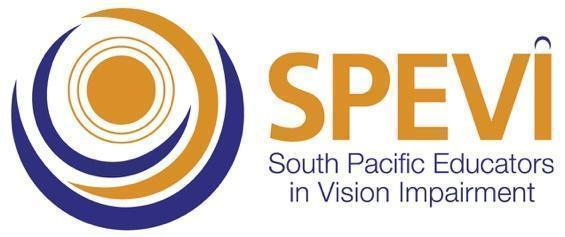 SPEVI
South Pacific Educators
in Vision Impairment